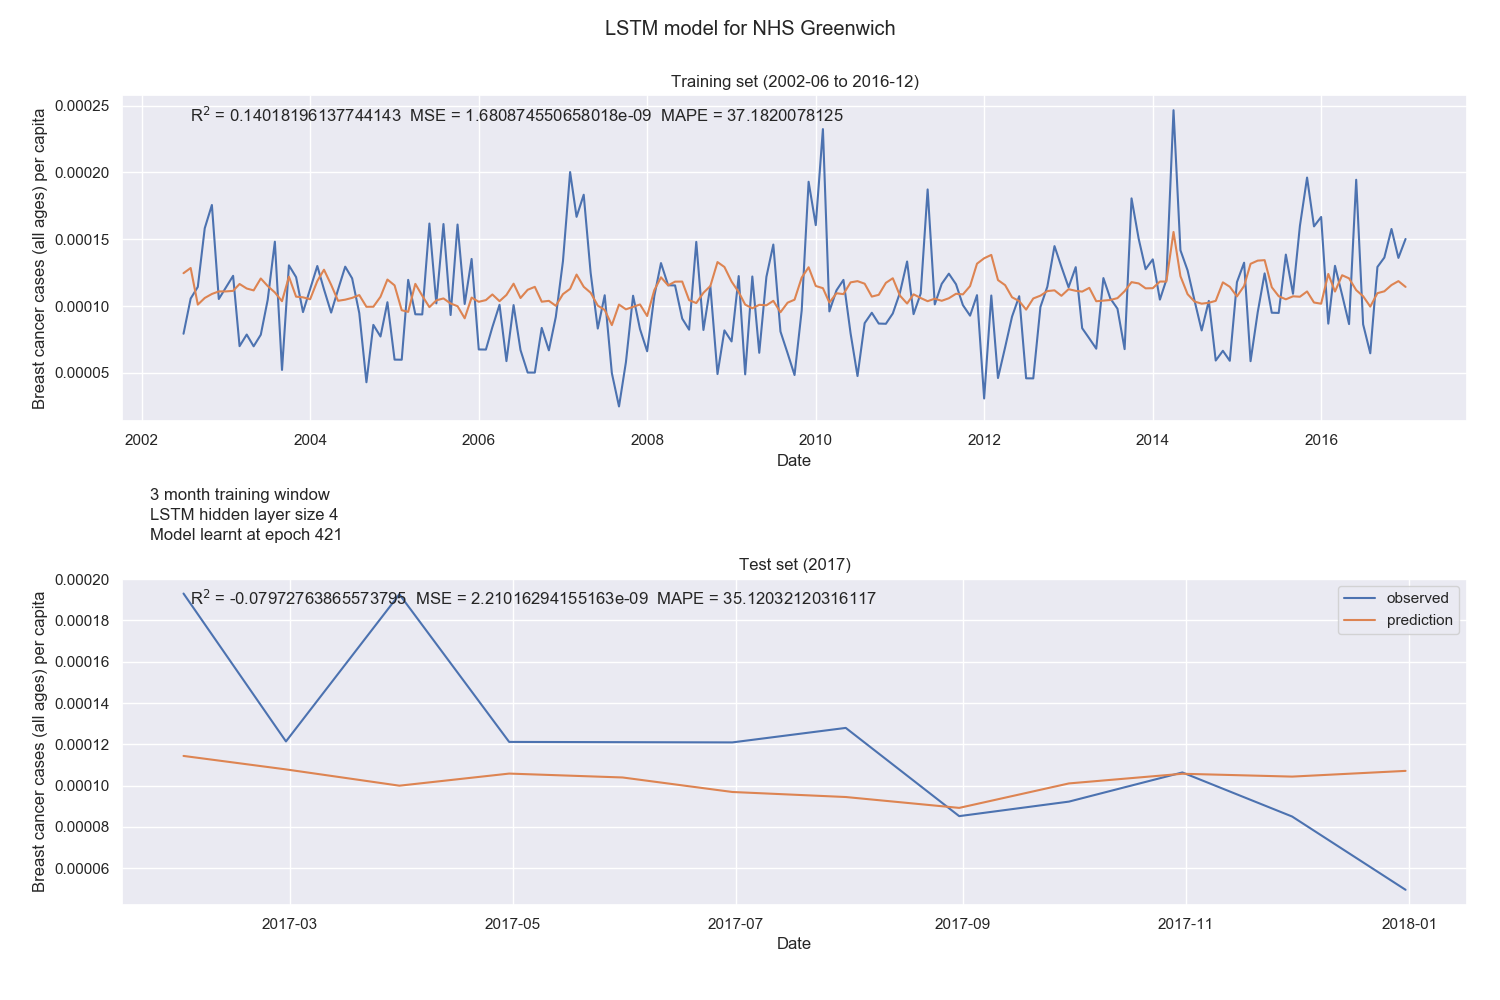 LSTM model for NHS Greenwich
Training set (2002-06 to 2016-12)
R² = 0.14018196137744143 MSE = 1.680874550658018e-09 MAPE = 37.1820078125
Breast cancer cases (all ages) per capita
0.00025
0.00020
0.00015
0.00010
0.00005
2002 2004 2006 2008 2010 2012 2014 2016
Date
3 month training window
LSTM hidden layer size 4
Model learnt at epoch 421
Test set (2017)
R² = -0.07972763865573795 MSE = 2.21016294155163e-09 MAPE = 35.12032120316117
observed
prediction
Breast cancer cases (all ages) per capita
0.00020
0.00018
0.00016
0.00014
0.00012
0.00010
0.00008
0.00006
2017-03 2017-05 2017-07 2017-09 2017-11 2018-01
Date